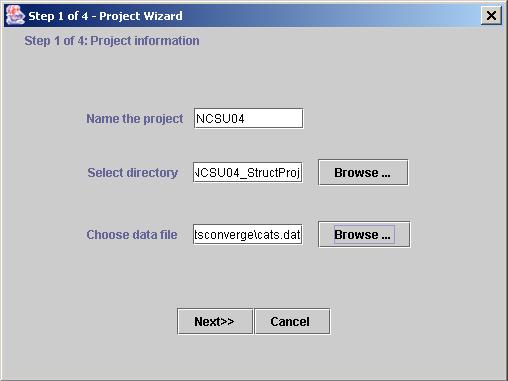 Step 1 of 4 - Project Wizard
Step 1 of 4: Project information
Name the project NCSU04
Select directory NCSU04_StructProj Browse ...
Choose data file tsconverge\cats.dat Browse ...
Next>> Cancel